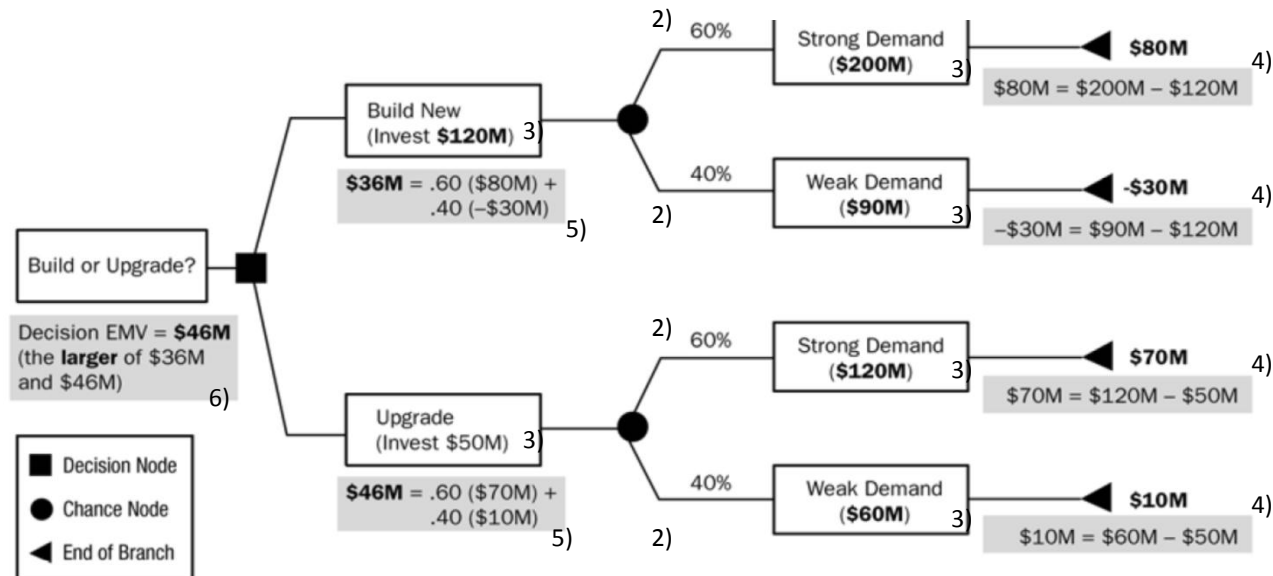 2)
60%
Strong Demand
($200M)
3)
$80M
4)
$80M = $200M – $120M
Build New
(Invest $120M)
3)
$36M = .60 ($80M) +
.40 (–$30M)
5)
40%
2)
Weak Demand
($90M)
3)
-$30M
4)
–$30M = $90M – $120M
Build or Upgrade?
Decision EMV = $46M
(the larger of $36M
and $46M)
6)
2)
60%
Strong Demand
($120M)
3)
$70M
4)
$70M = $120M – $50M
Upgrade
(Invest $50M)
3)
$46M = .60 ($70M) +
.40 ($10M)
5)
40%
2)
Weak Demand
($60M)
3)
$10M
4)
$10M = $60M – $50M
Decision Node
Chance Node
End of Branch